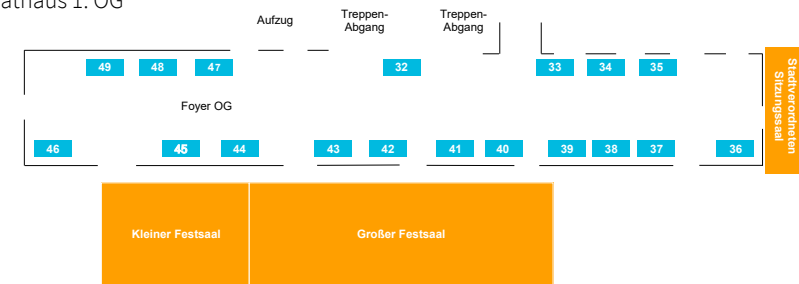 athaus 1. OG
Aufzug
Treppen-
Abgang
Treppen-
Abgang
49 48 47 32 33 34 35
Stadtverordneten
Sitzungssaal
Foyer OG
46 45 44 43 42 41 40 39 38 37 36
Kleiner Festsaal
Großer Festsaal